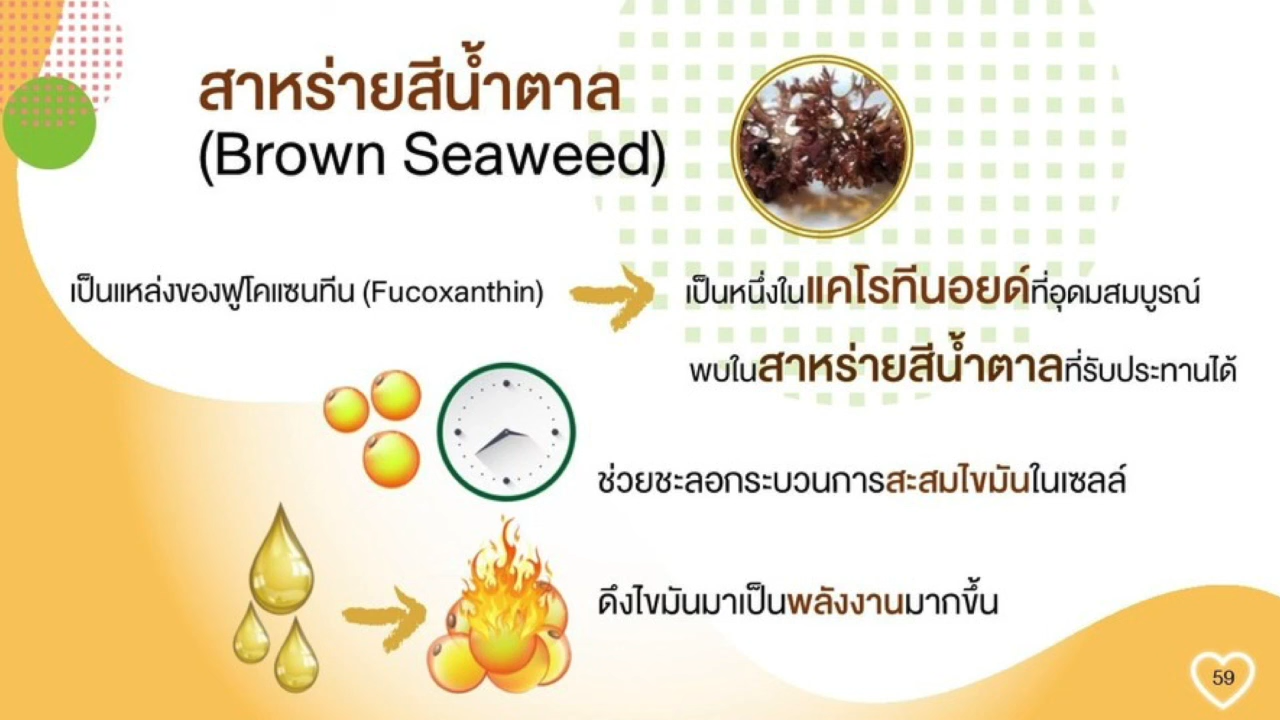 สาหร่ายสีน้ำตาล
(Brown Seaweed)
เป็นแหล่งของฟูโคแซนทีน (Fucoxanthin)
เป็นหนึ่งในแคโรทีนอยด์ที่อุดมสมบูรณ์
พบในสาหร่ายสีน้ำตาลที่รับประทานได้
ช่วยชะลอกระบวนการสะสมไขมันในเซลล์
ดึงไขมันมาเป็นพลังงานมากขึ้น
59